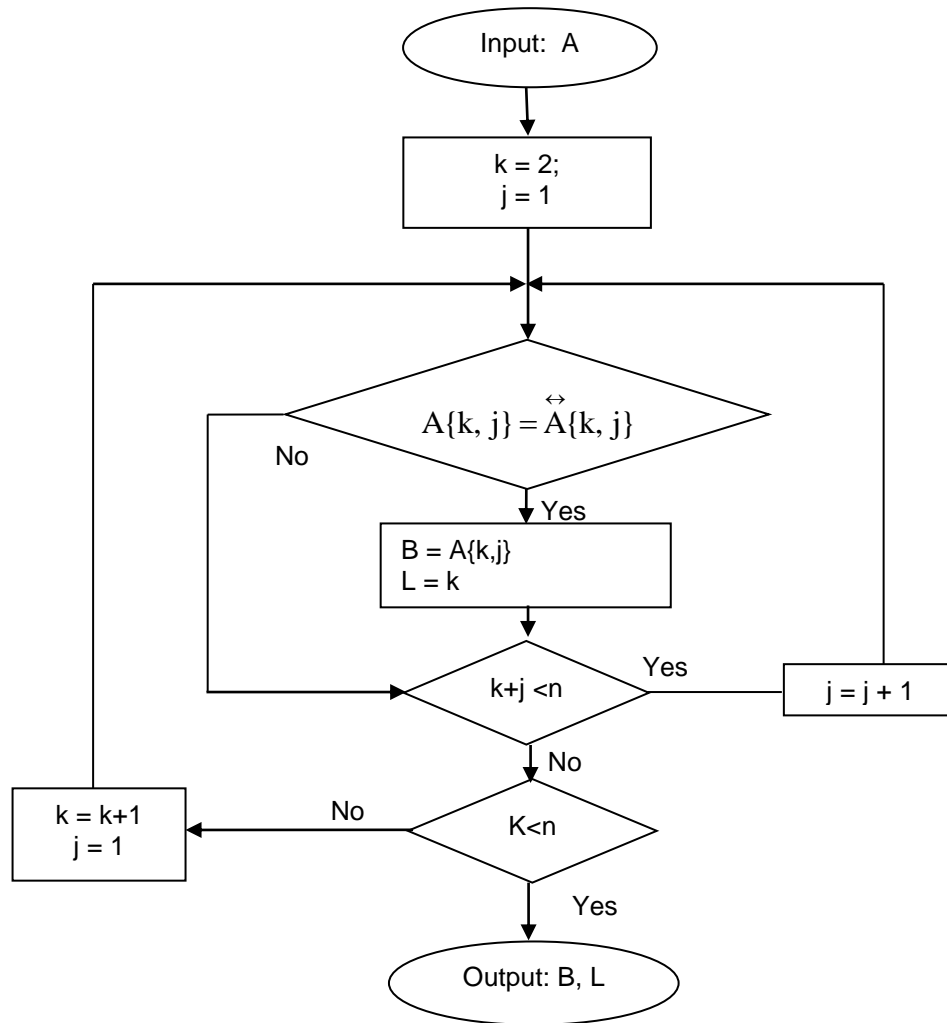 Input: A
k = 2;
j = 1
A{k, j} = A⃡{k, j}
No
Yes
B = A{k,j}
L = k
k+j <n
Yes
j = j + 1
No
K<n
No
k = k+1
j = 1
Yes
Output: B, L